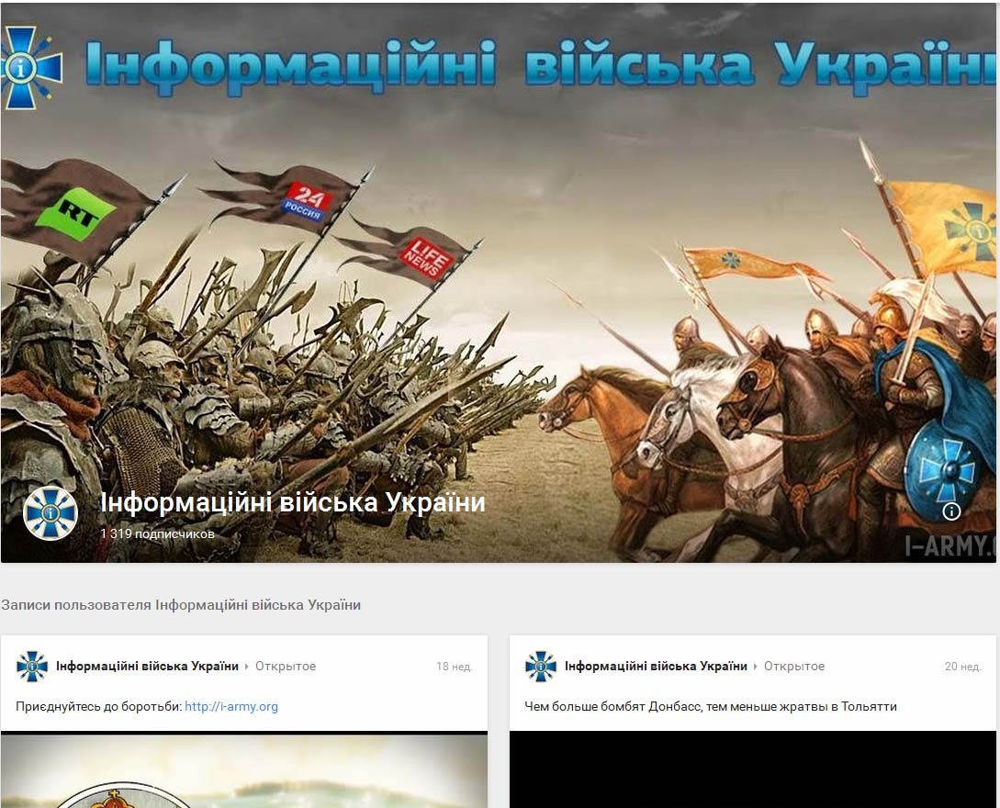 Інформаційні війська Україн
RT
24
РОССИЯ
LIFE
NEWS
Інформаційні війська України
1 319 подписчиков
I-ARMY.
Записи пользователя Інформаційні війська України
Інформаційні війська України Открытое 18 нед.
Приєднуйтесь до боротьби: http://i-army.org
Інформаційні війська України Открытое 20 нед.
Чем больше бомбят Донбасс, тем меньше жратвы в Тольятти